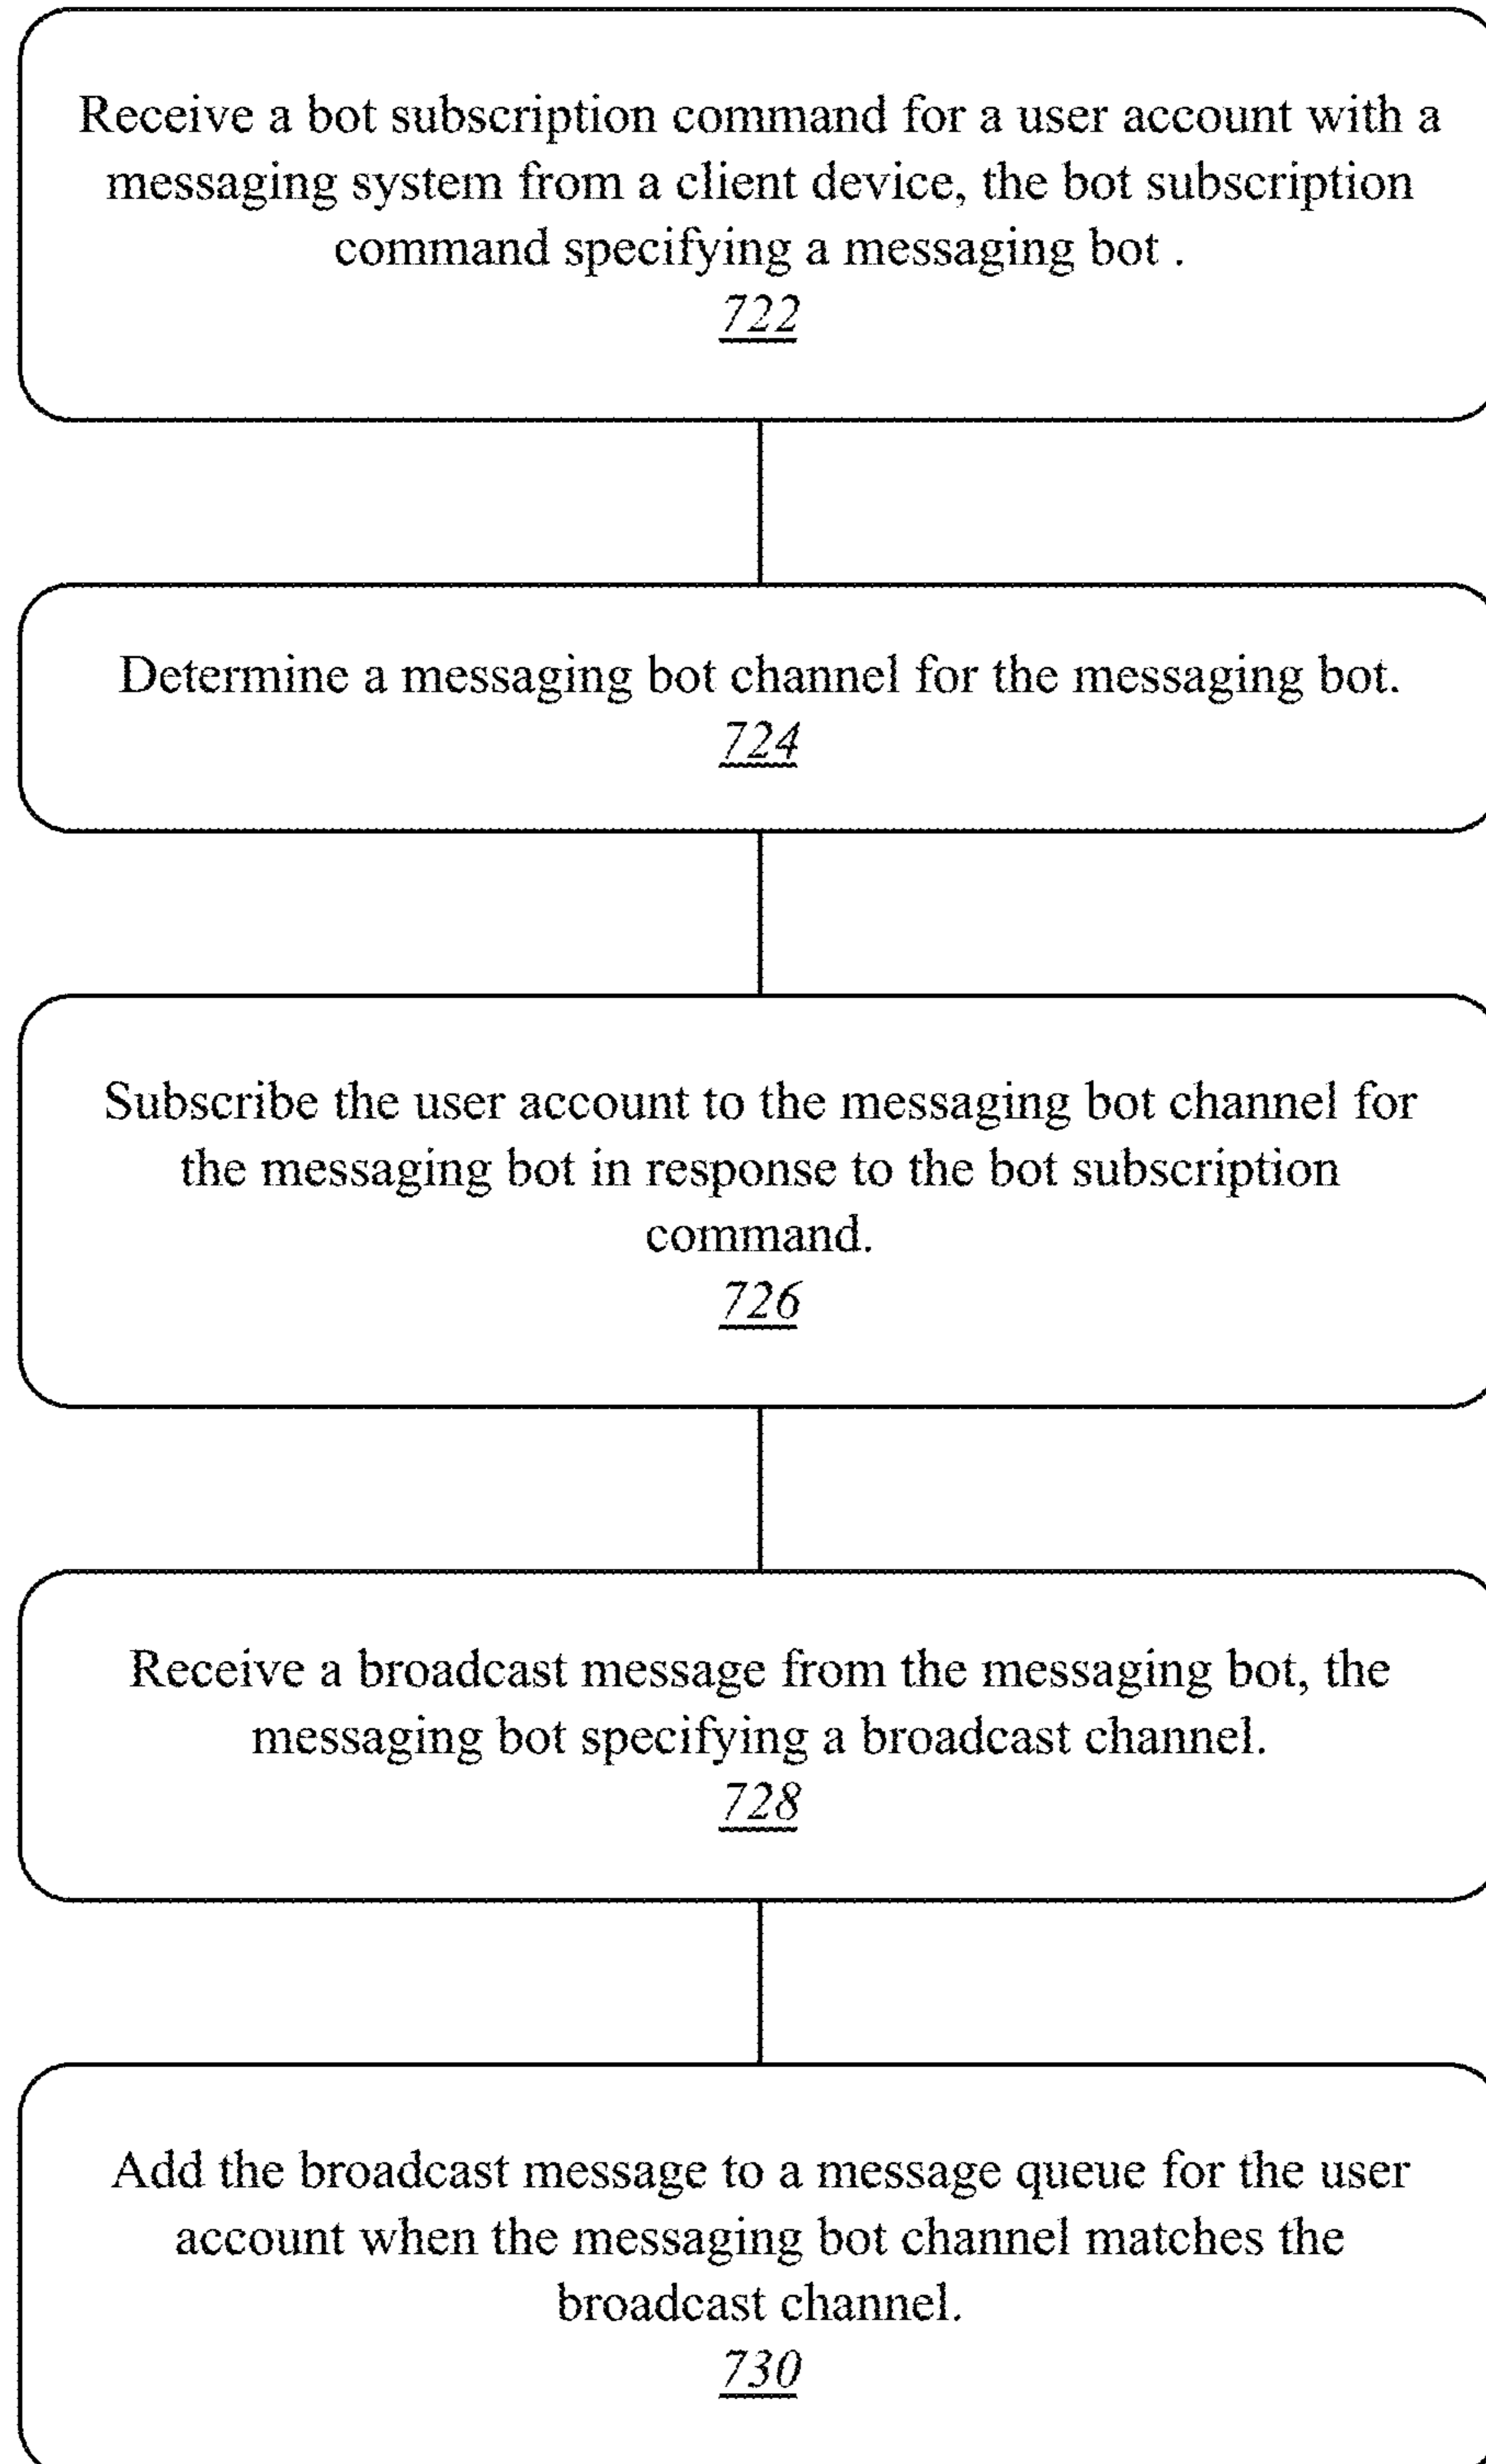 Receive a bot subscription command for a user account with a
messaging system from a client device, the bot subscription
command specifying a messaging bot .
722
Determine a messaging bot channel for the messaging bot.
724
Subscribe the user account to the messaging bot channel for
the messaging bot in response to the bot subscription
command.
726
Receive a broadcast message from the messaging bot, the
messaging bot specifying a broadcast channel.
728
Add the broadcast message to a message queue for the user
account when the messaging bot channel matches the
broadcast channel.
730